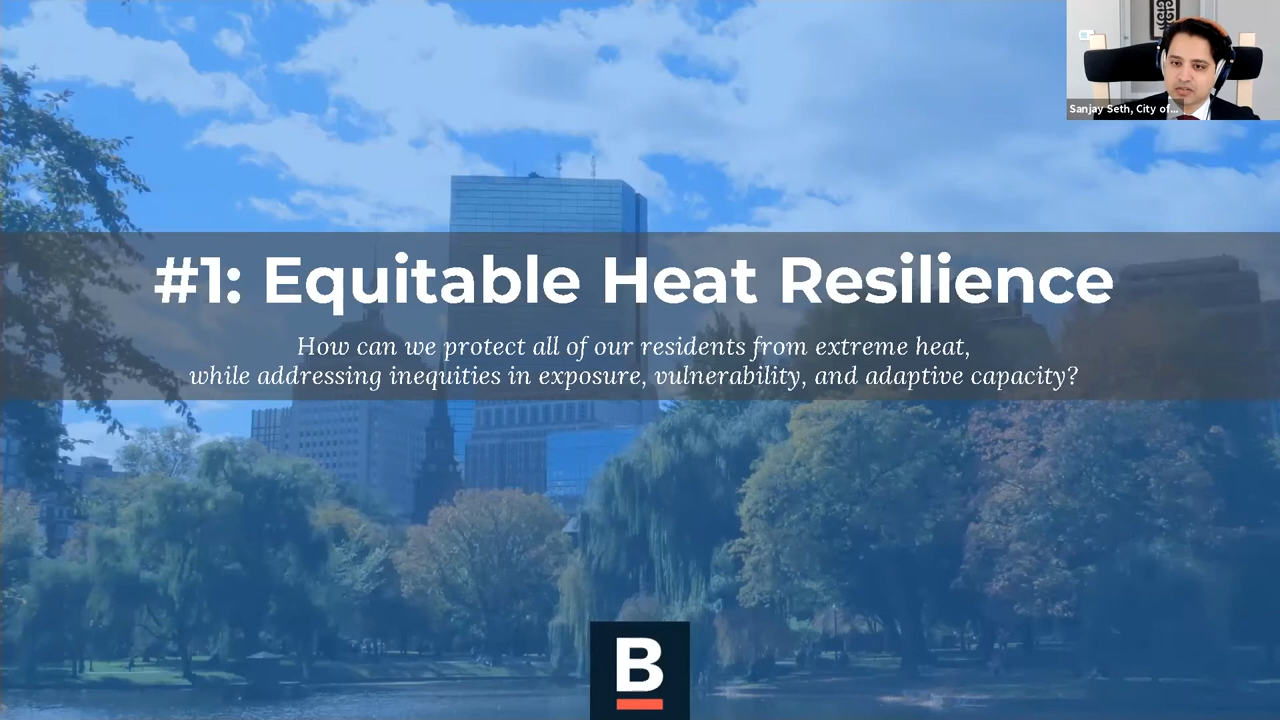 Sanjay Seth, City of...
#1: Equitable Heat Resilience
How can we protect all of our residents from extreme heat,
while addressing inequities in exposure, vulnerability, and adaptive capacity?
B